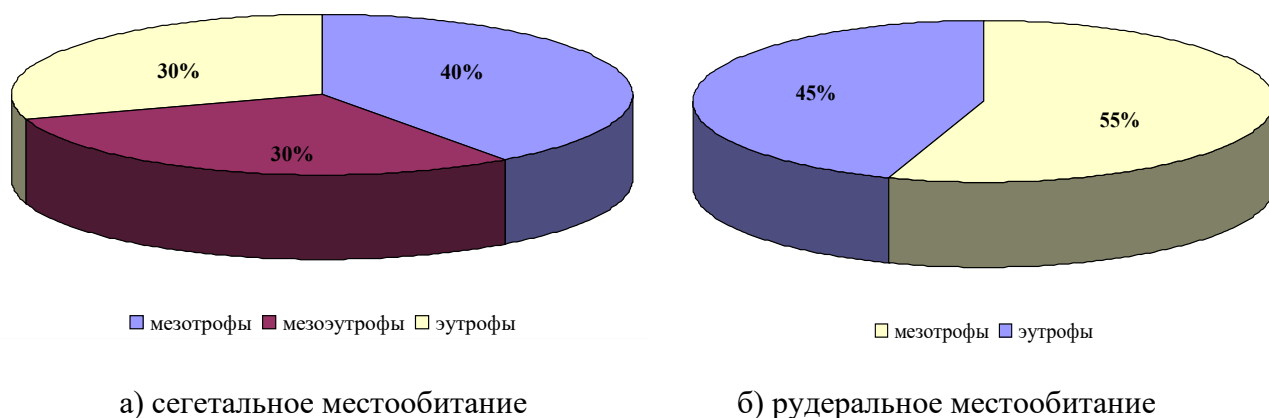 30%
40%
30%
мезотрофы мезоэутрофы эутрофы
а) сегетальное местообитание
45%
55%
мезотрофы эутрофы
б) рудеральное местообитание